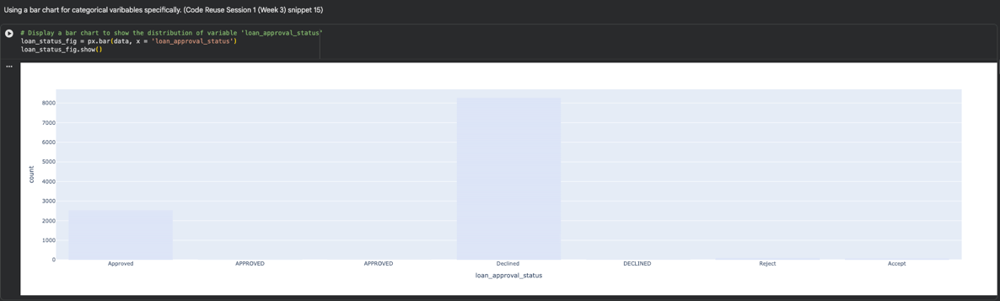 Using a bar chart for categorical varibables specifically. (Code Reuse Session 1 (Week 3) snippet 15)
# Display a bar chart to show the distribution of variable 'loan_approval_status'
loan_status_fig = px.bar(data, x = 'loan_approval_status')
loan_status_fig.show()
8000
7000
6000
5000
4000
3000
2000
1000
0
count
Approved APPROVED APPROVED Declined DECLINED Reject Accept
loan_approval_status